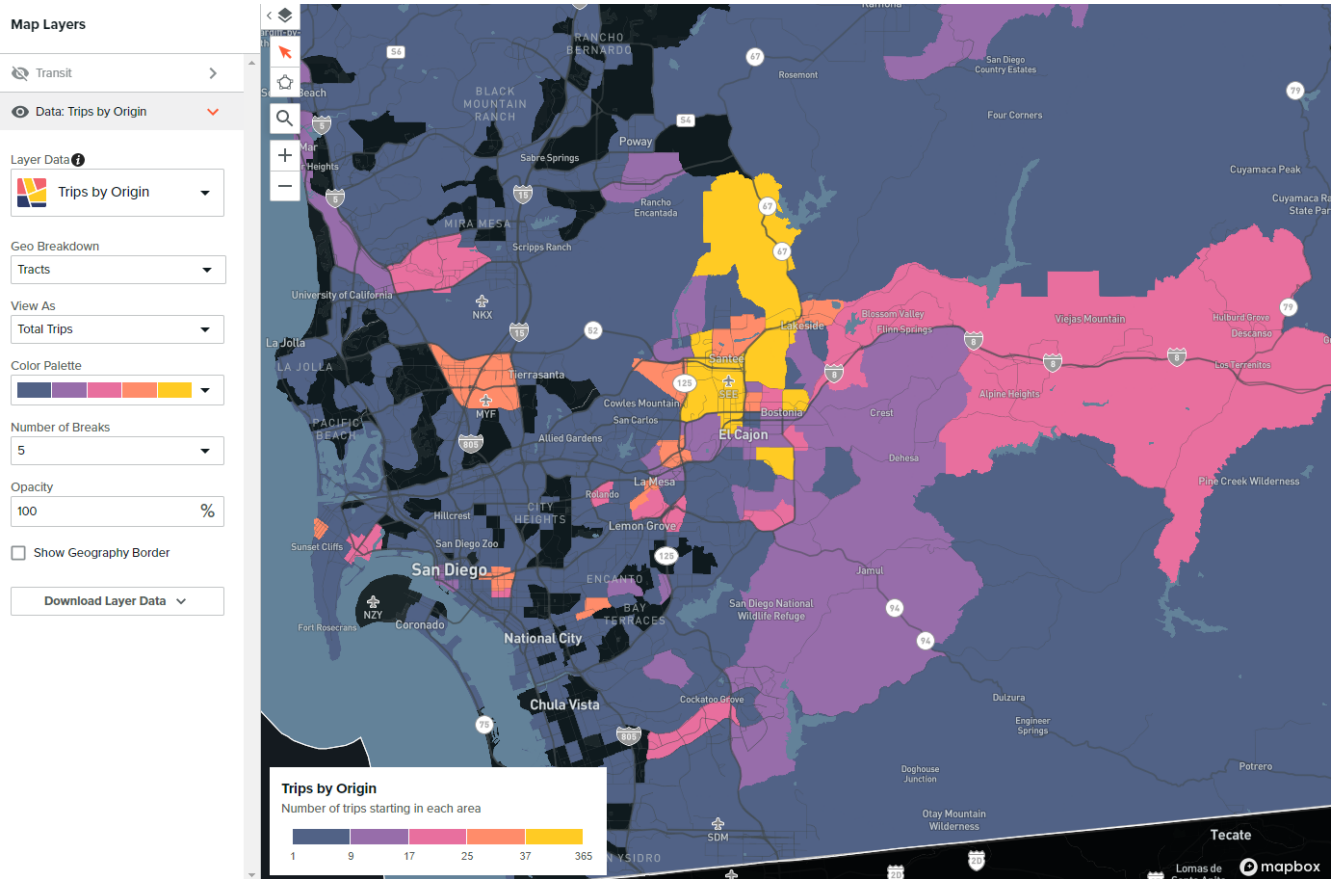 Map Layers
Transit
Data: Trips by Origin
Layer Data
Trips by Origin
Geo Breakdown
Tracts
View As
Total Trips
Color Palette
Number of Breaks
5
Opacity
100 %
Show Geography Border
Download Layer Data
RANCHO
BERNARDO
56
67
Rosemont
San Diego
Country Estates
79
Beach
BLACK
MOUNTAIN
RANCH
Four Corners
5
54
Poway
Mar
Heights
Sabre Springs
Cuyamaca Peak
5
15
Rancho
Encantada
67
Cuyamaca
State
MIRA MESA
Scripps Ranch
67
University of California
NKX
15
52
Lakeside
Blossom Valley
Flinn Springs
Viejas Mountain
79
Hulburd Grove
Descanso
La Jolla
LA JOLLA
Santee
8
8
8
Los Terrenitos
Tierrasanta
125
SEE
8
Alpine Heights
MYF
Cowles Mountain
San Carlos
Bostonia
Crest
PACIFIC
BEACH
805
Allied Gardens
El Cajon
Dehesa
La Mesa
Pine Creek Wilderness
Rolando
CITY
HEIGHTS
Hillcrest
Lemon Grove
Sunset Cliffs
San Diego Zoo
125
San Diego
ENCANTO
Jamul
NZY
BAY
TERRACES
San Diego National
Wildlife Refuge
94
Fort Rosecrans
Coronado
National City
94
Cockatoo Grove
Dulzura
Chula Vista
75
805
Engineer
Springs
Doghouse
Junction
Potrero
Trips by Origin
Number of trips starting in each area
1 9 17 25 37 365
SDM
Otay Mountain
Wilderness
Tecate
YSIDRO
2D
2D
Lomas de
mapbox